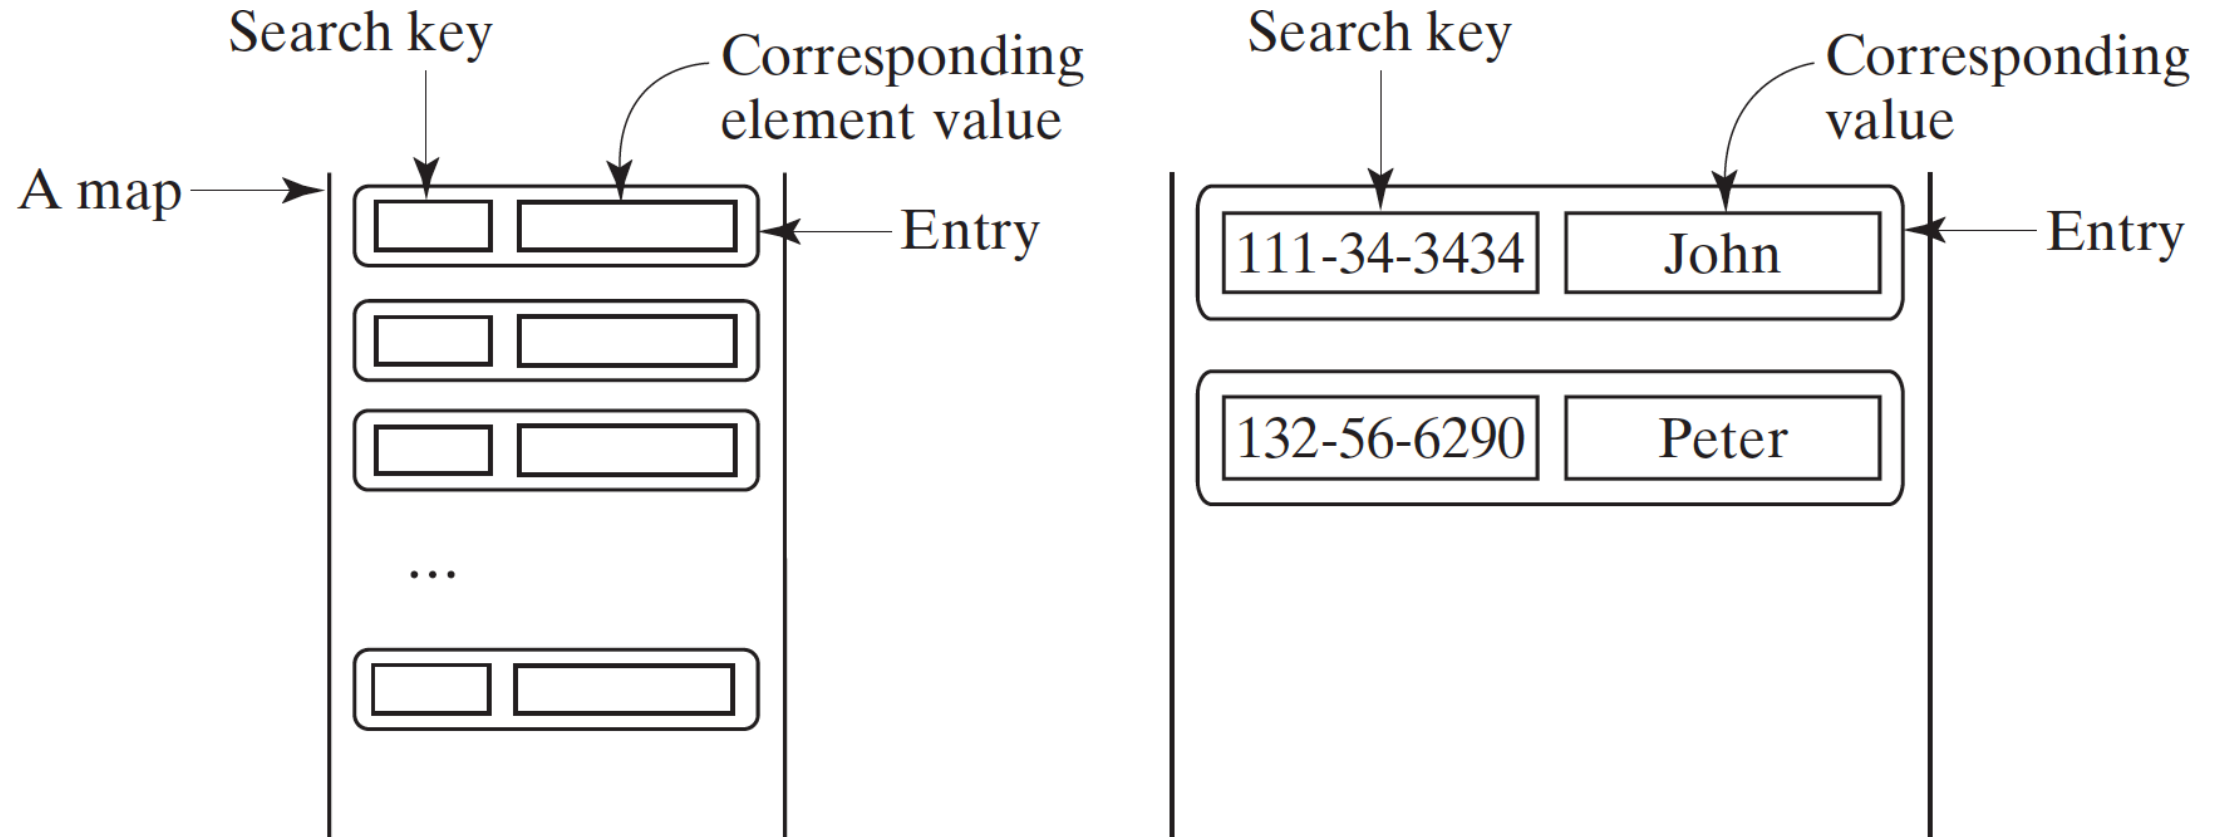 Search key
Corresponding
element value
A map
Entry
...
Search key
Corresponding
value
Entry
111-34-3434 John
132-56-6290 Peter